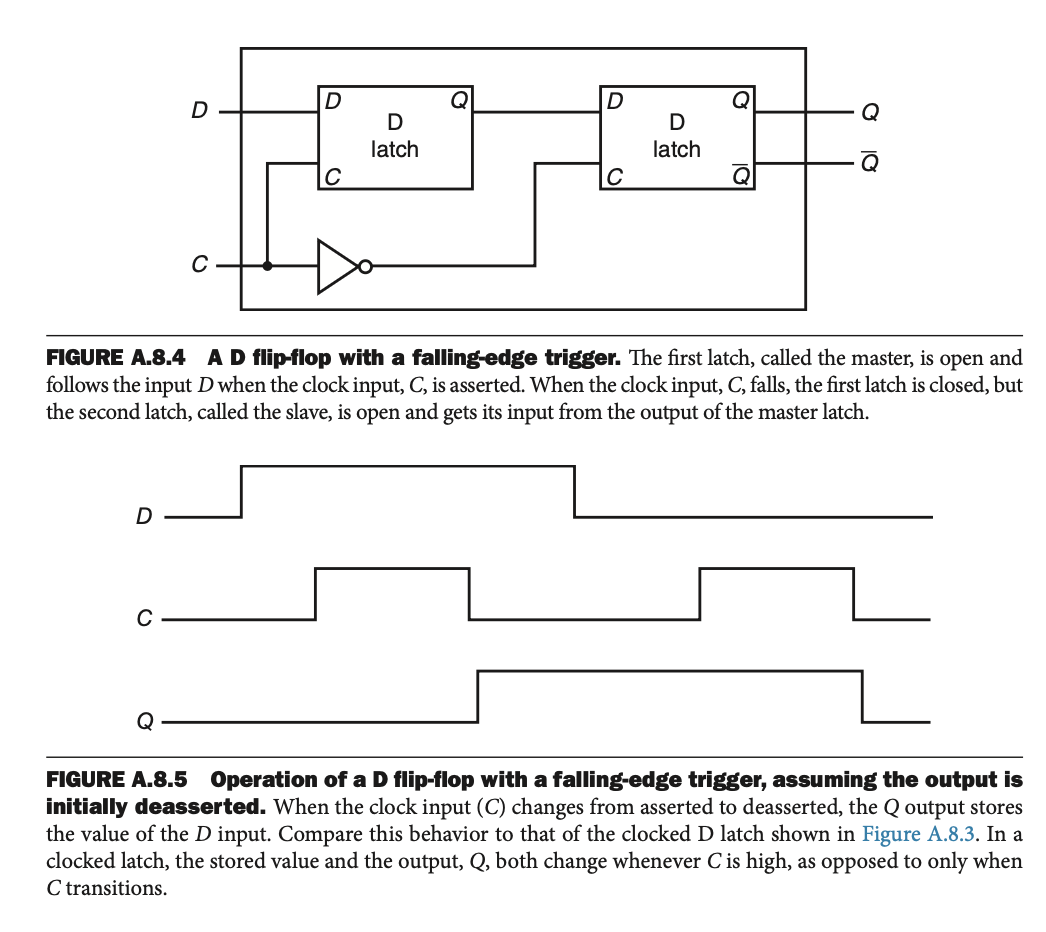 D
D
Q
D
latch
C
D
Q
D
latch
C
Q̅
Q
Q̅
C
FIGURE A.8.4 A D flip-flop with a falling-edge trigger. The first latch, called the master, is open and
follows the input D when the clock input, C, is asserted. When the clock input, C, falls, the first latch is closed, but
the second latch, called the slave, is open and gets its input from the output of the master latch.
D
C
Q
FIGURE A.8.5 Operation of a D flip-flop with a falling-edge trigger, assuming the output is
initially deasserted. When the clock input (C) changes from asserted to deasserted, the Q output stores
the value of the D input. Compare this behavior to that of the clocked D latch shown in Figure A.8.3. In a
clocked latch, the stored value and the output, Q, both change whenever C is high, as opposed to only when
C transitions.